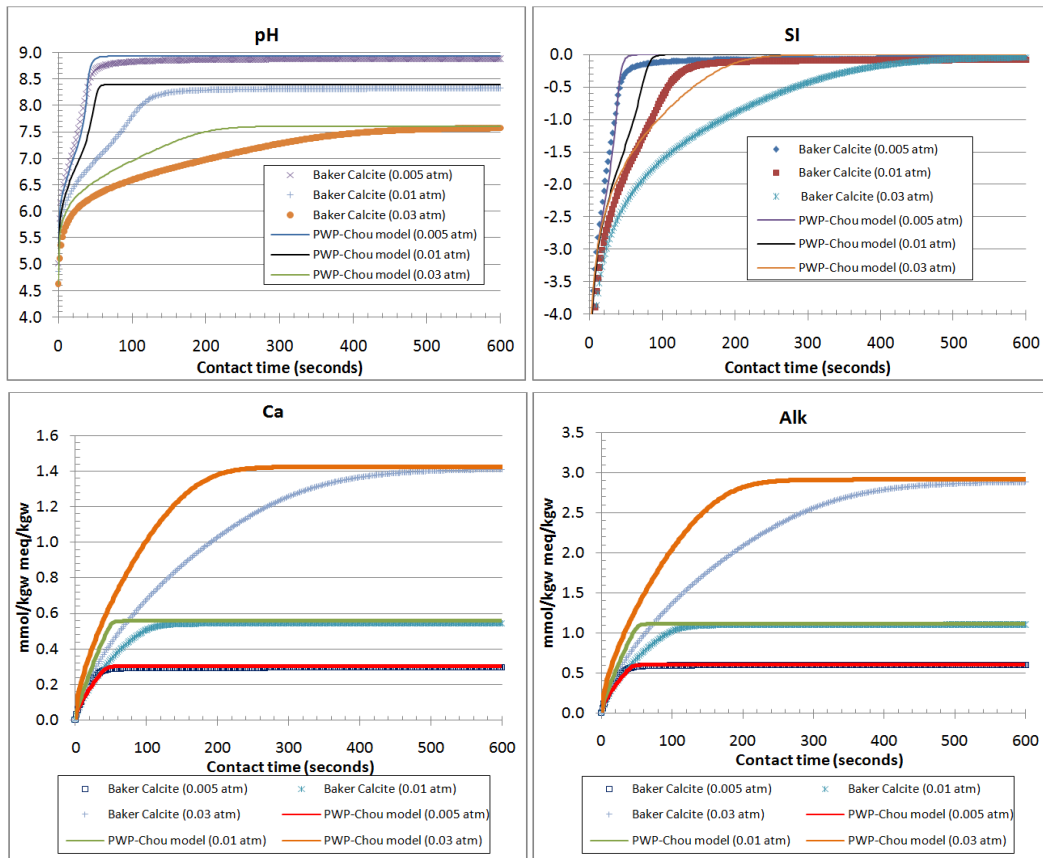 pH
9.0
8.5
8.0
7.5
7.0
6.5
6.0
5.5
5.0
4.5
4.0
0 100 200 300 400 500 600
Contact time (seconds)
Baker Calcite (0.005 atm)
Baker Calcite (0.01 atm)
Baker Calcite (0.03 atm)
PWP-Chou model (0.005 atm)
PWP-Chou model (0.01 atm)
PWP-Chou model (0.03 atm)
SI
0.0
-0.5
-1.0
-1.5
-2.0
-2.5
-3.0
-3.5
-4.0
0 100 200 300 400 500 600
Contact time (seconds)
Baker Calcite (0.005 atm)
Baker Calcite (0.01 atm)
Baker Calcite (0.03 atm)
PWP-Chou model (0.005 atm)
PWP-Chou model (0.01 atm)
PWP-Chou model (0.03 atm)
Ca
mmol/kgw meq/kgw
1.6
1.4
1.2
1.0
0.8
0.6
0.4
0.2
0.0
0 100 200 300 400 500 600
Contact time (seconds)
Baker Calcite (0.005 atm) Baker Calcite (0.01 atm)
Baker Calcite (0.03 atm) PWP-Chou model (0.005 atm)
PWP-Chou model (0.01 atm) PWP-Chou model (0.03 atm)
Alk
mmol/kgw meq/kgw
3.5
3.0
2.5
2.0
1.5
1.0
0.5
0.0
0 100 200 300 400 500 600
Contact time (seconds)
Baker Calcite (0.005 atm) Baker Calcite (0.01 atm)
Baker Calcite (0.03 atm) PWP-Chou model (0.005 atm)
PWP-Chou model (0.01 atm) PWP-Chou model (0.03 atm)